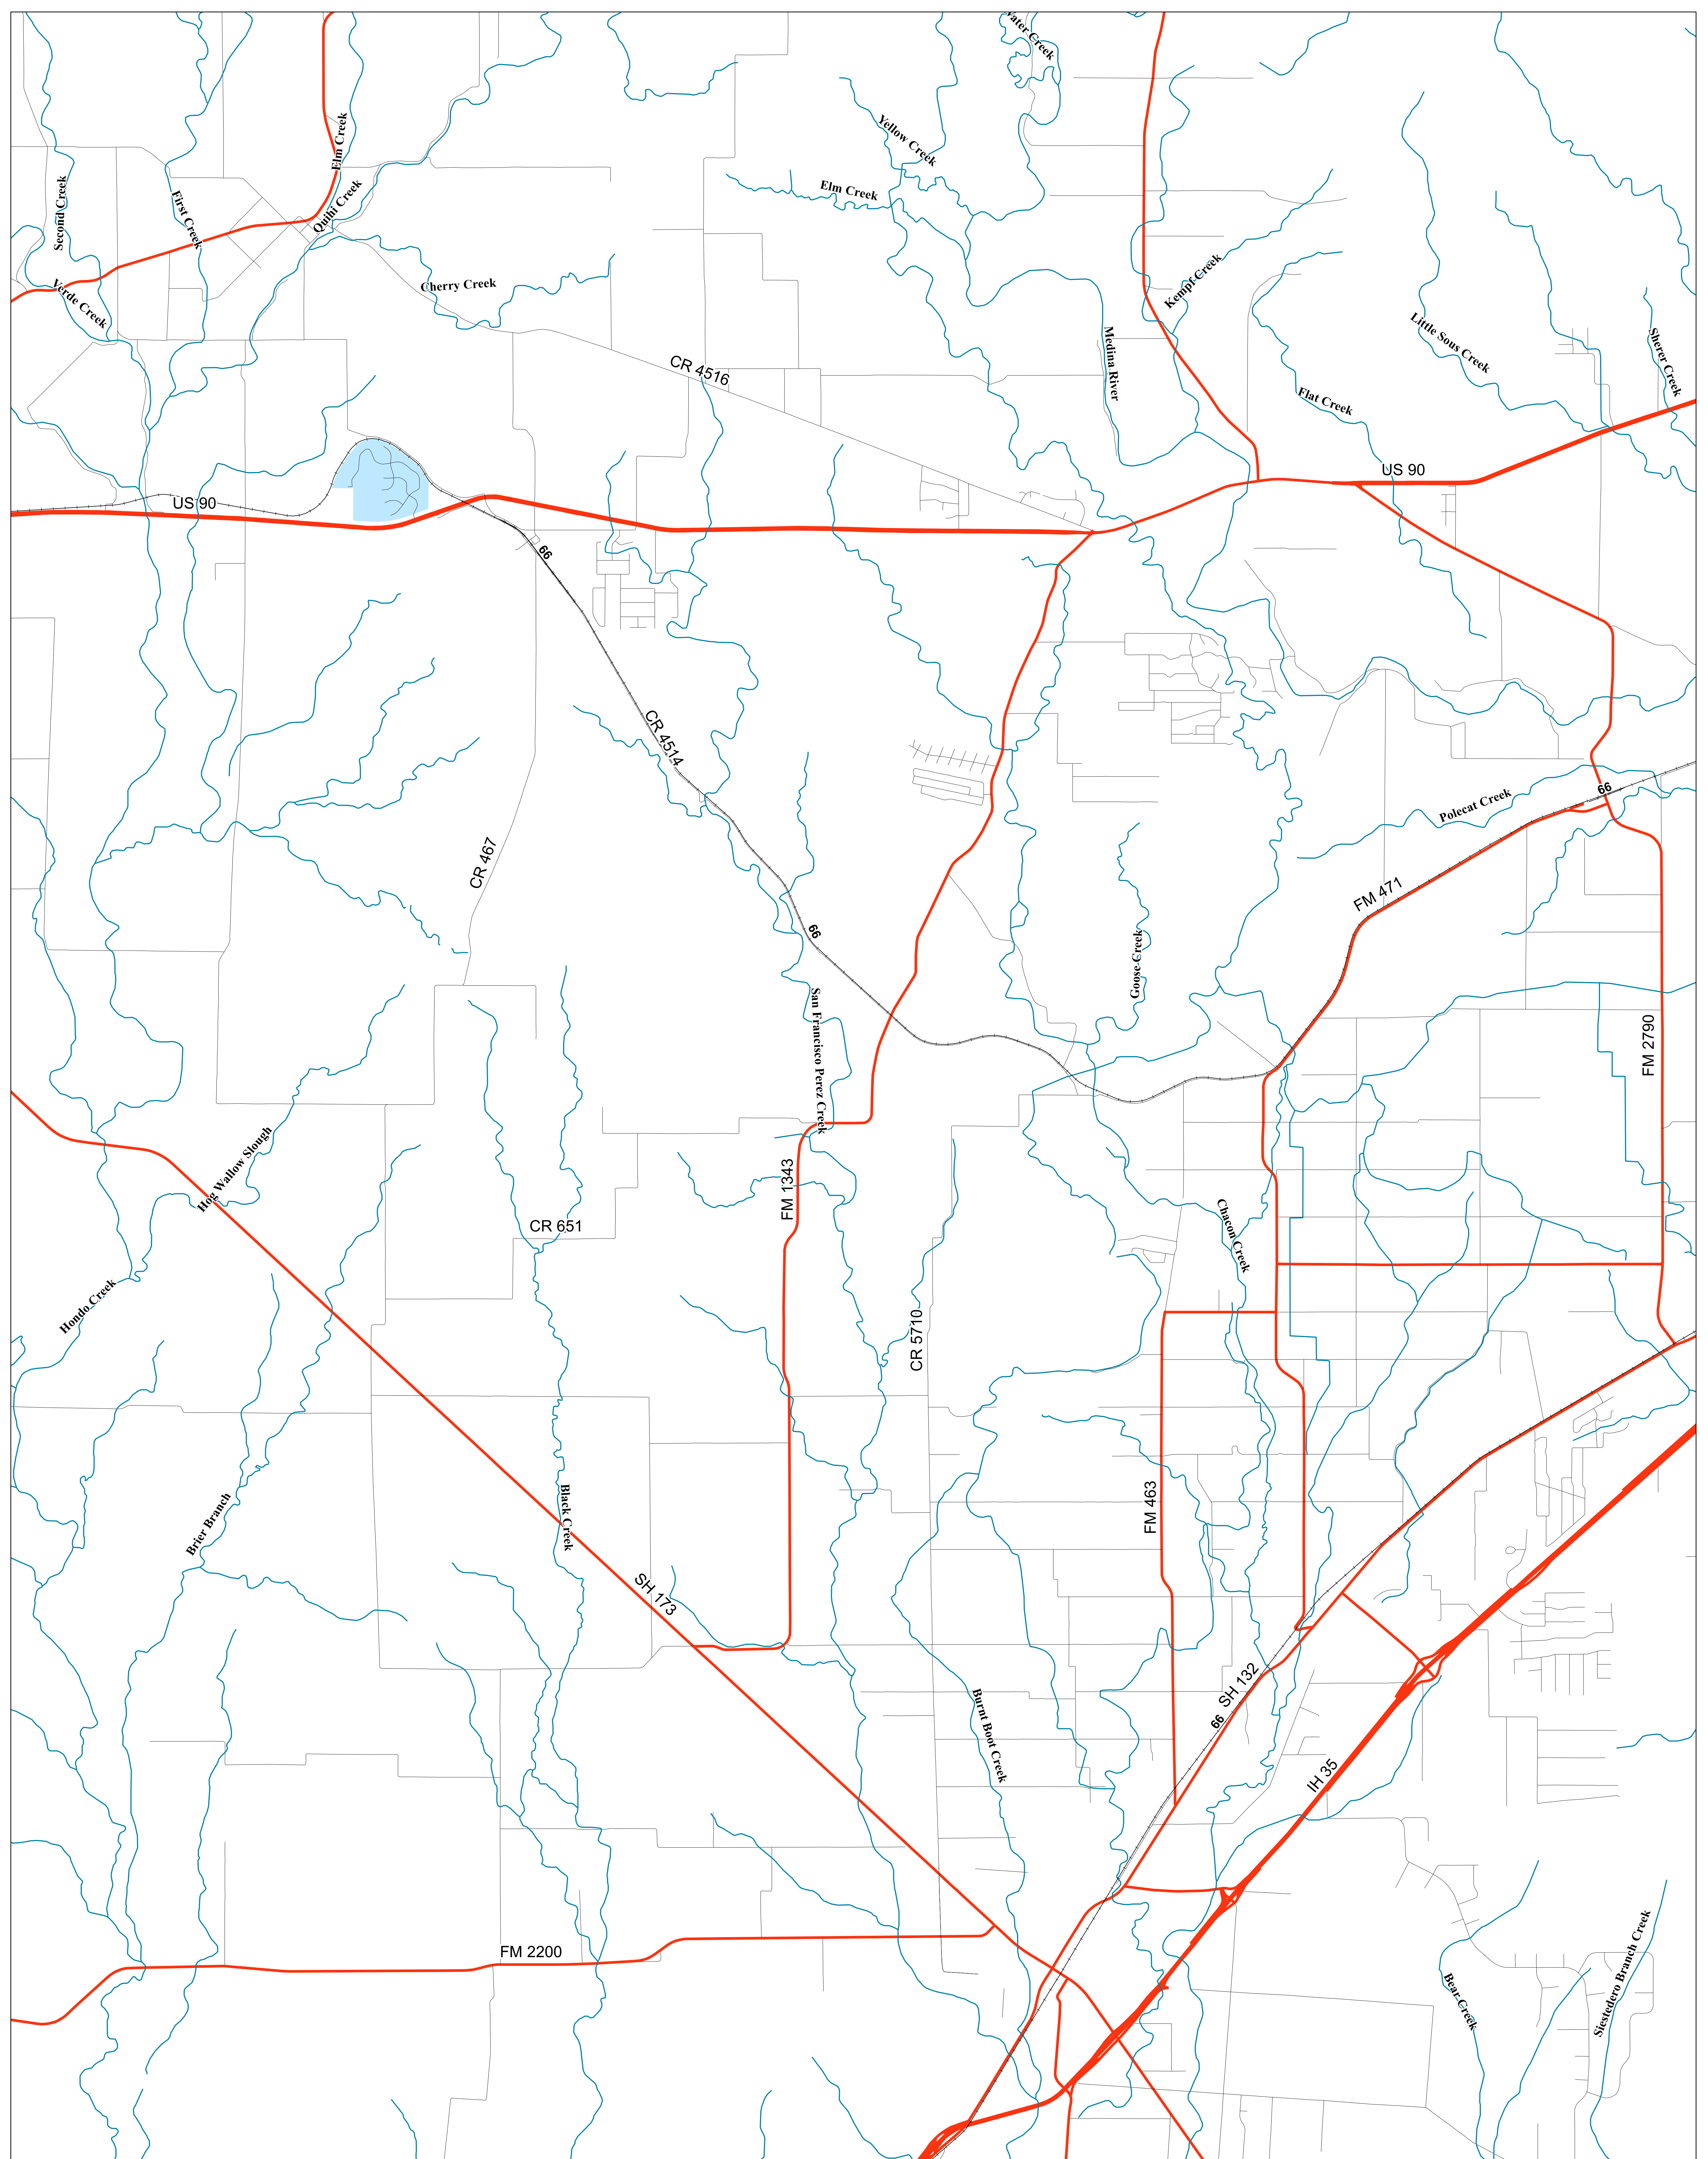 Water Creek
Yellow Creek
Elm Creek
Elm Creek
Second Creek
First Creek
Quihi Creek
Verde Creek
Cherry Creek
Kempf Creek
Medina River
Little Sous Creek
Sherer Creek
CR 4516
Flat Creek
US 90
US 90
66
CR 4514
66
Polecat Creek
CR 467
FM 471
66
Goose Creek
San Francisco Perez Creek
FM 2790
Hog Wallow Slough
FM 1343
CR 651
Chacon Creek
Hondo Creek
CR 5710
Brier Branch
Black Creek
FM 463
SH 173
SH 132
66
Burnt Boot Creek
IH 35
FM 2200
Bear Creek
Siestedero Branch Creek